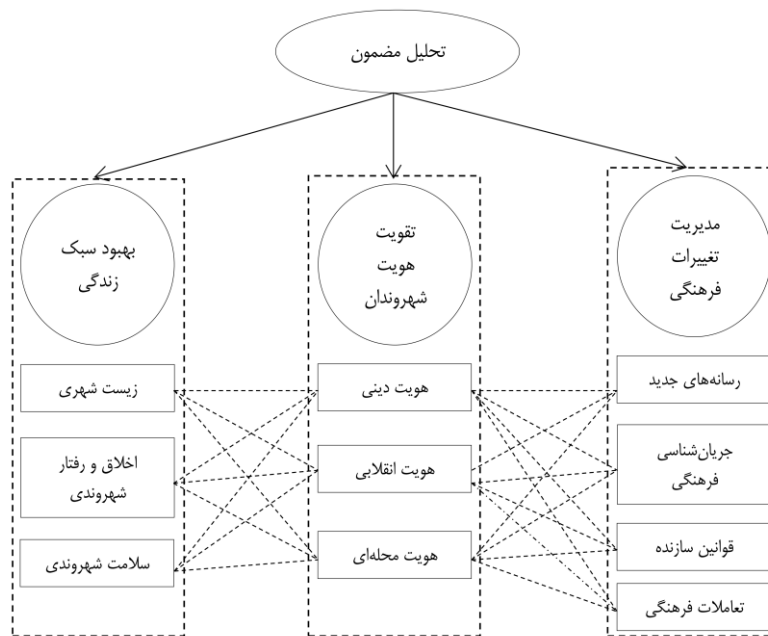 تحلیل مضمون
مدیریت
تغییرات
فرهنگی
رسانه‌های جدید
جریان‌شناسی
فرهنگی
قوانین سازنده
تعاملات فرهنگی
تقویت
هویت
شهروندان
هویت دینی
هویت انقلابی
هویت محله‌ای
بهبود سبک
زندگی
زیست شهری
اخلاق و رفتار
شهروندی
سلامت شهروندی